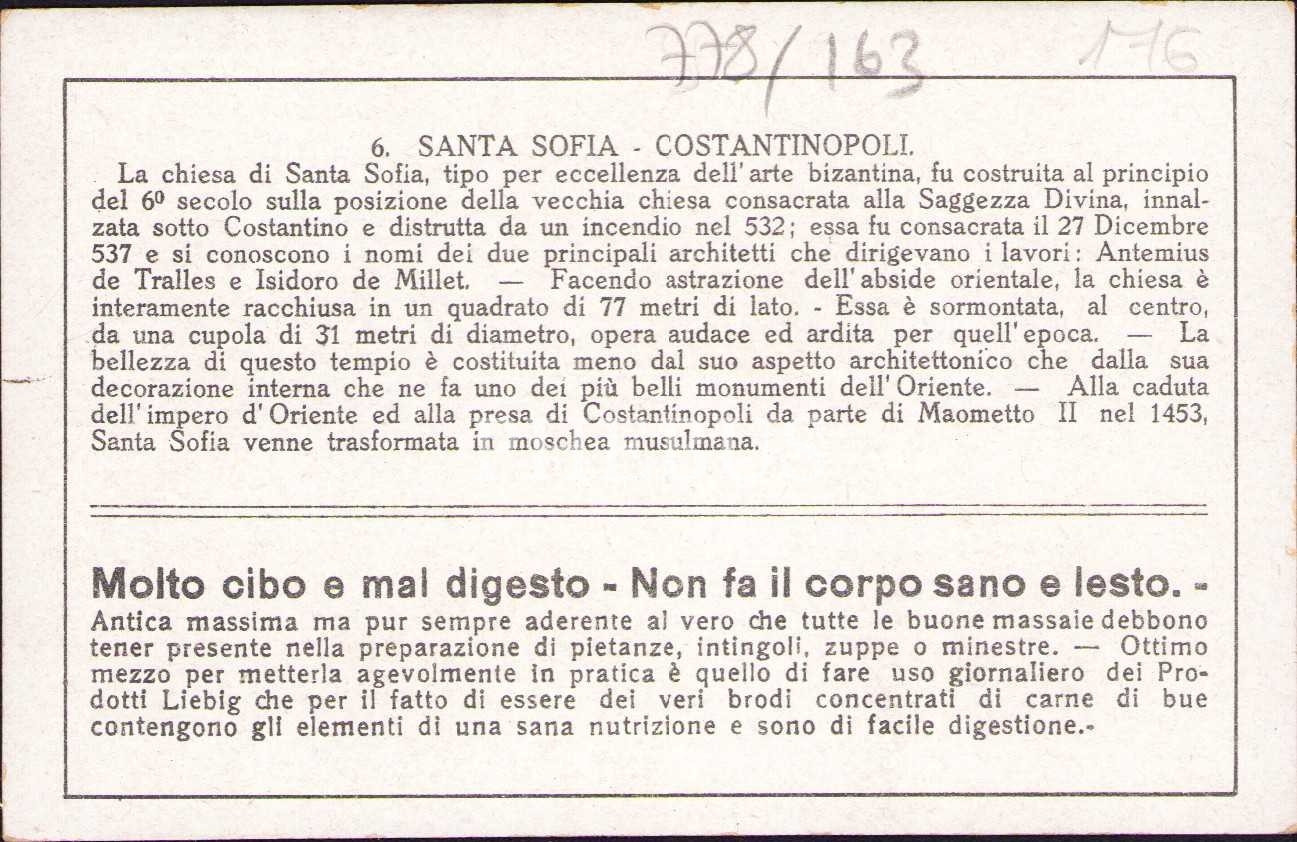 778/163 176
6. SANTA SOFIA - COSTANTINOPOLI.
La chiesa di Santa Sofia, tipo per eccellenza dell'arte bizantina, fu costruita al principio
del 6º secolo sulla posizione della vecchia chiesa consacrata alla Saggezza Divina, innal-
zata sotto Costantino e distrutta da un incendio nel 532; essa fu consacrata il 27 Dicembre
537 e si conoscono i nomi dei due principali architetti che dirigevano i lavori: Antemius
de Tralles e Isidoro de Millet. — Facendo astrazione dell'abside orientale, la chiesa è
interamente racchiusa in un quadrato di 77 metri di lato. - Essa è sormontata, al centro,
da una cupola di 31 metri di diametro, opera audace ed ardita per quell'epoca. — La
bellezza di questo tempio è costituita meno dal suo aspetto architettonico che dalla sua
decorazione interna che ne fa uno dei più belli monumenti dell'Oriente. — Alla caduta
dell'impero d'Oriente ed alla presa di Costantinopoli da parte di Maometto II nel 1453,
Santa Sofia venne trasformata in moschea musulmana.
Molto cibo e mal digesto - Non fa il corpo sano e lesto. -
Antica massima ma pur sempre aderente al vero che tutte le buone massaie debbono
tener presente nella preparazione di pietanze, intingoli, zuppe o minestre. — Ottimo
mezzo per metterla agevolmente in pratica è quello di fare uso giornaliero dei Pro-
dotti Liebig che per il fatto di essere dei veri brodi concentrati di carne di bue
contengono gli elementi di una sana nutrizione e sono di facile digestione.-